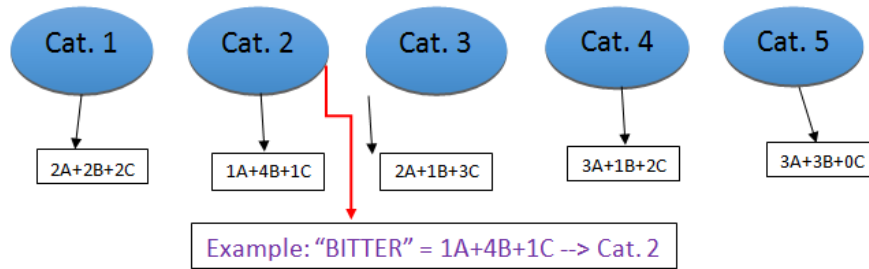 Cat. 1 Cat. 2 Cat. 3 Cat. 4 Cat. 5
2A+2B+2C 1A+4B+1C 2A+1B+3C 3A+1B+2C 3A+3B+0C
Example: “BITTER” = 1A+4B+1C --> Cat. 2